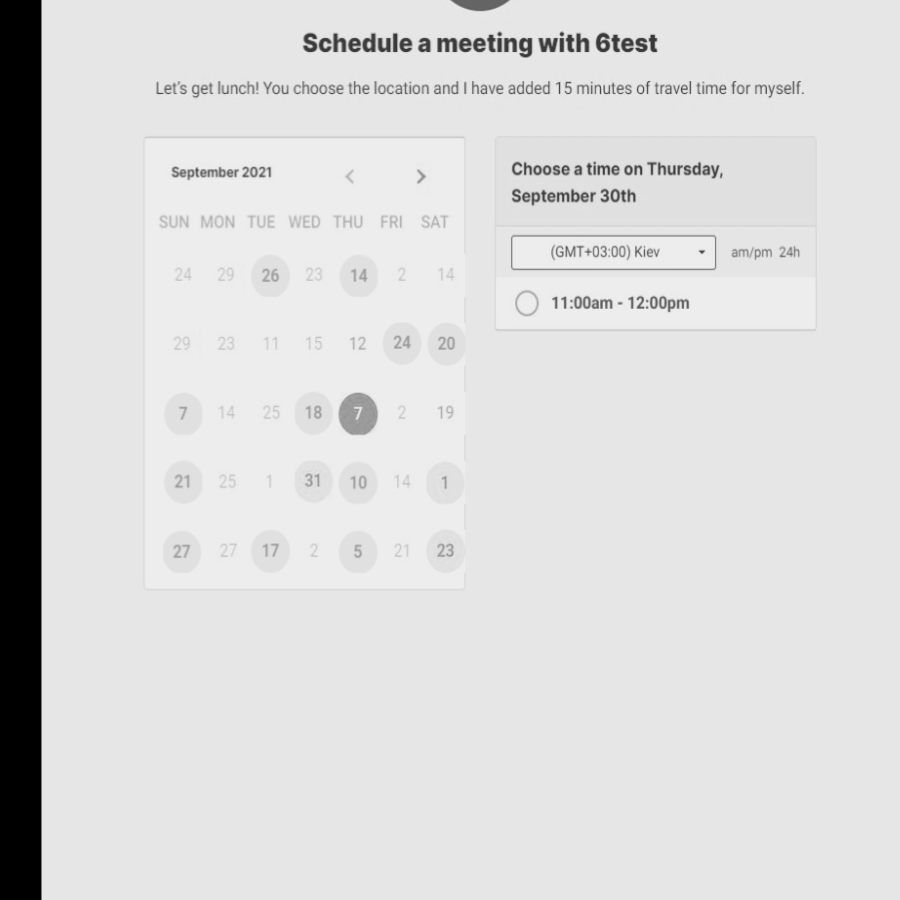 Schedule a meeting with 6test
Let's get lunch! You choose the location and I have added 15 minutes of travel time for myself.
September 2021
SUN MON TUE WED THU FRI SAT
24 29 26 23 14 2 14
29 23 11 15 12 24 20
7 14 25 18 7 2 19
21 25 1 31 10 14 1
27 27 17 2 5 21 23
Choose a time on Thursday,
September 30th
(GMT+03:00) Kiev am/pm 24h
11:00am - 12:00pm